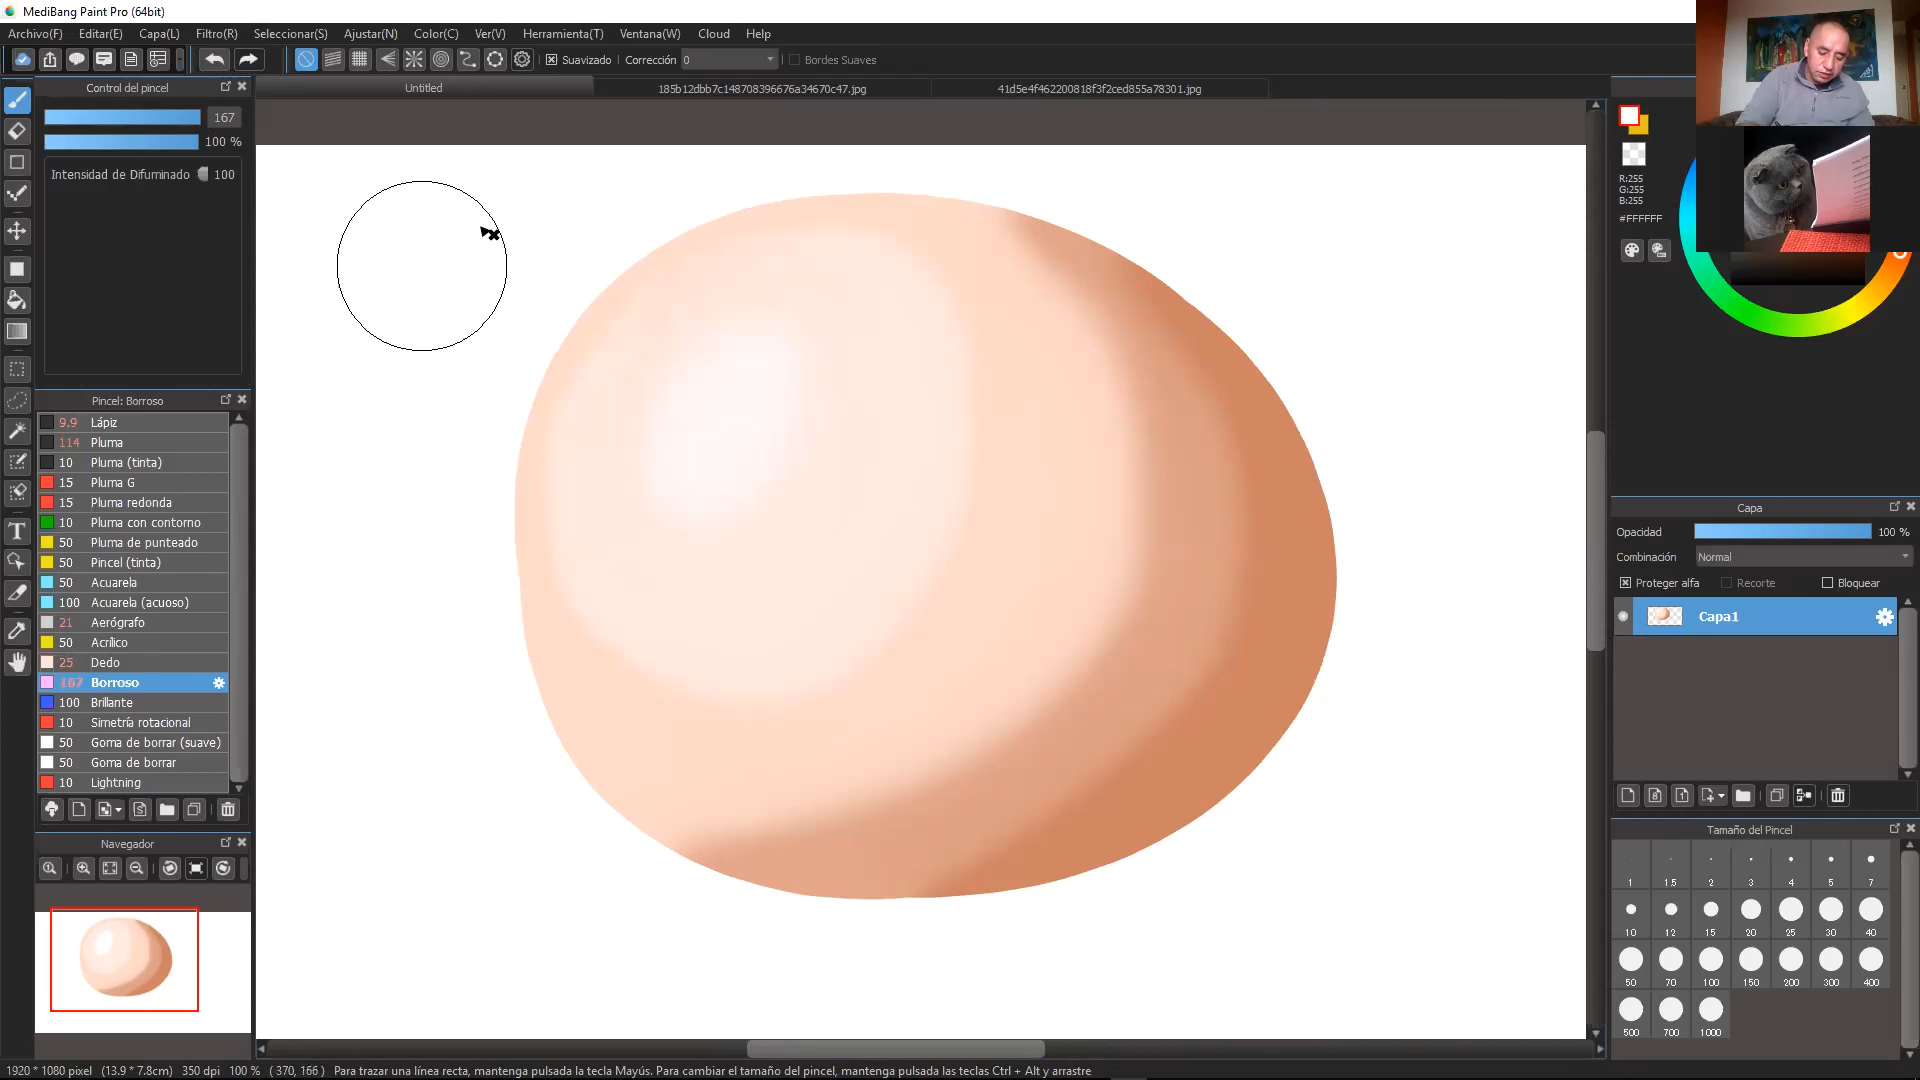 MediBang Paint Pro (64bit)
Archivo(F) Editar(E) Capa(L) Filtro(R) Seleccionar(S) Ajustar(N) Color(C) Ver(V) Herramienta(T) Ventana(W) Cloud Help
Suavizado Corrección 0 Bordes Suaves
Control del pincel
Untitled
185b12dbb7c148708396676a34670c47.jpg
41d5e4f462200818f3f2ced855a78301.jpg
167
100 %
Intensidad de Difuminado 100
Pincel: Borroso
9.9 Lápiz
114 Pluma
10 Pluma (tinta)
15 Pluma G
15 Pluma redonda
10 Pluma con contorno
50 Pluma de punteado
50 Pincel (tinta)
50 Acuarela
100 Acuarela (acuoso)
21 Aerógrafo
50 Acrílico
25 Dedo
167 Borroso
100 Brillante
10 Simetría rotacional
50 Goma de borrar (suave)
50 Goma de borrar
10 Lightning
Navegador
R:255
G:255
B:255
#FFFFFF
Capa
Opacidad 100 %
Combinación Normal
Proteger alfa Recorte Bloquear
Capa1
Tamaño del Pincel
1 1.5 2 3 4 5 7
10 12 15 20 25 30 40
50 70 100 150 200 300 400
500 700 1000
1920 * 1080 pixel (13.9 * 7.8cm) 350 dpi 100 % ( 370, 166 ) Para trazar una línea recta, mantenga pulsada la tecla Mayús. Para cambiar el tamaño del pincel, mantenga pulsada las teclas Ctrl + Alt y arrastre